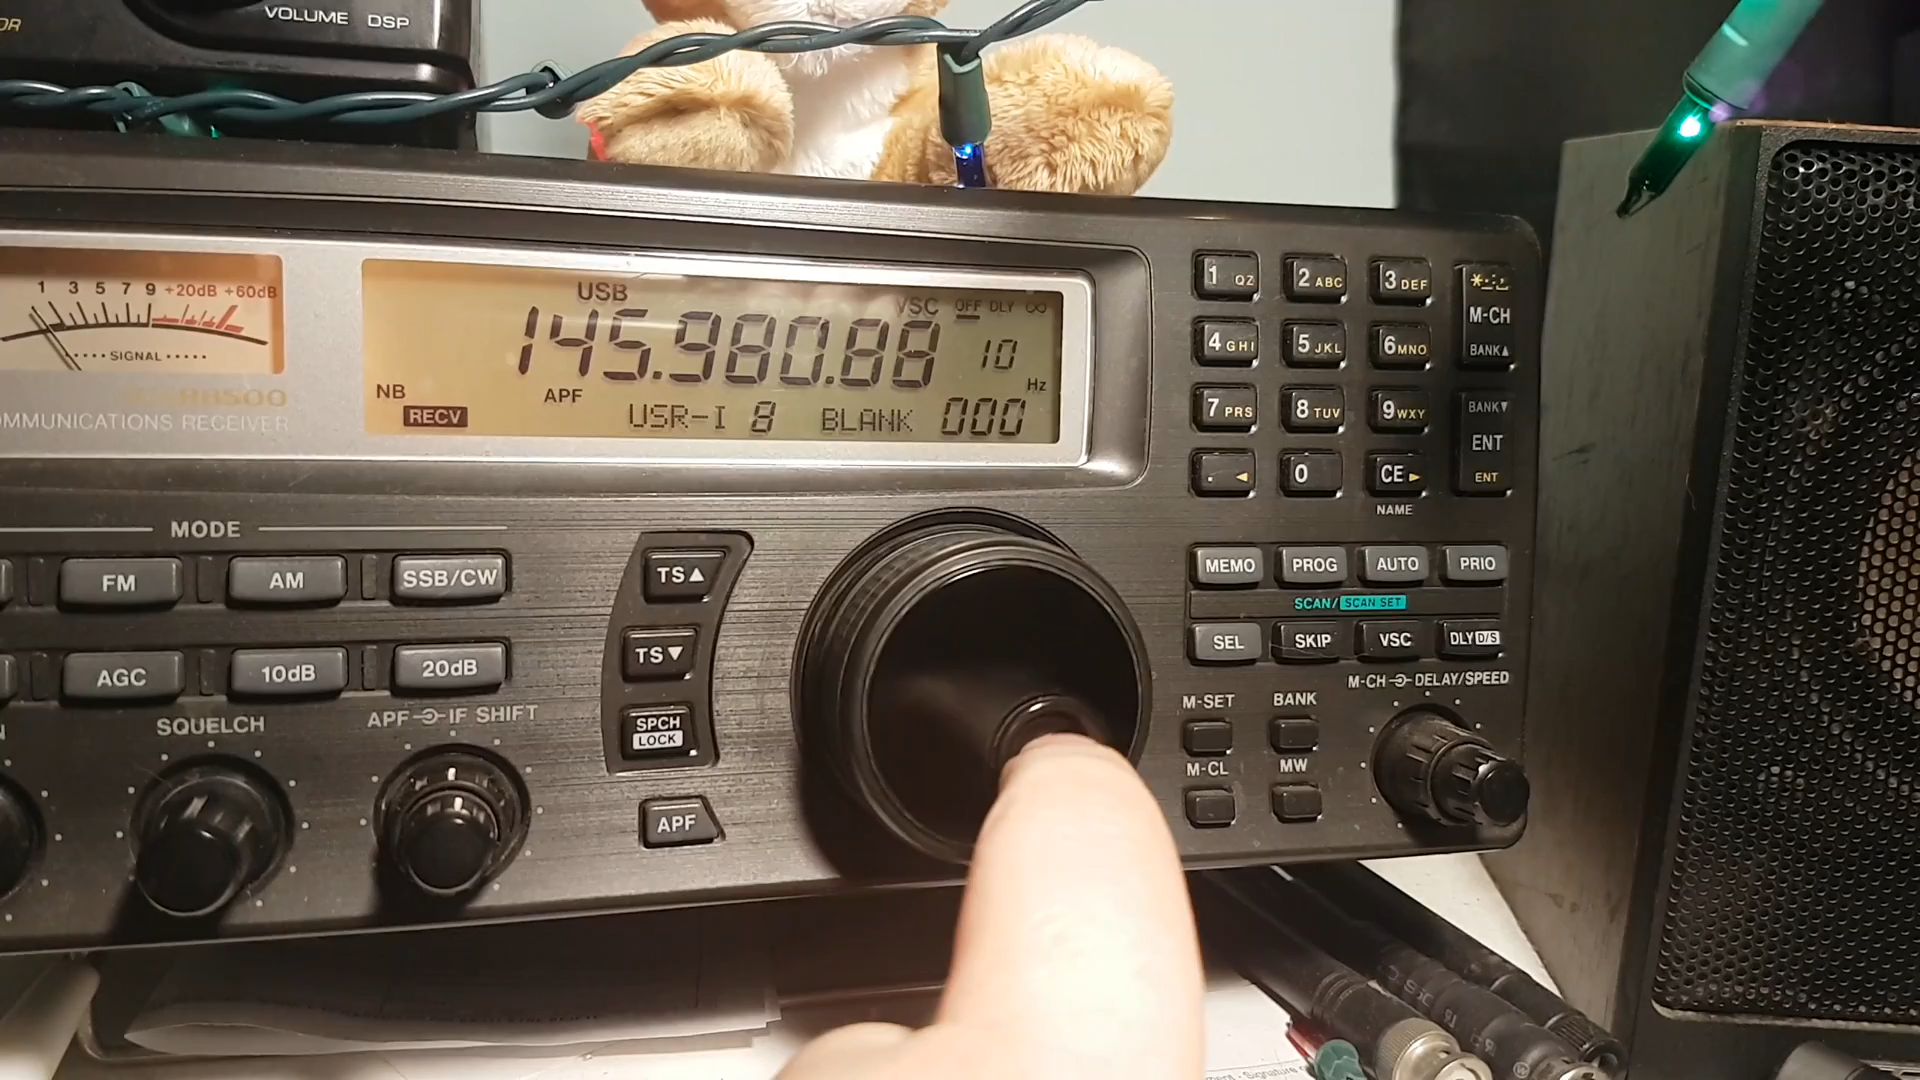 VOLUME DSP
OR
1 3 5 7 9 +20dB +60dB
SIGNAL
R8500
COMMUNICATIONS RECEIVER
USB
VSC OFF DLY ∞
145.980.88
10
Hz
NB
APF
RECV
USR-I 8 BLANK 000
1 QZ
2 ABC
3 DEF
M-CH
BANK▲
4 GHI
5 JKL
6 MNO
7 PRS
8 TUV
9 WXY
BANK▼
ENT
ENT
. ◄
0
CE ►
NAME
MODE
FM
AM
SSB/CW
AGC
10dB
20dB
TS▲
TS▼
SPCH
LOCK
APF
SQUELCH
APF IF SHIFT
MEMO
PROG
AUTO
PRIO
SCAN/SCAN SET
SEL
SKIP
VSC
DLY D/S
M-CH DELAY/SPEED
M-SET
BANK
M-CL
MW